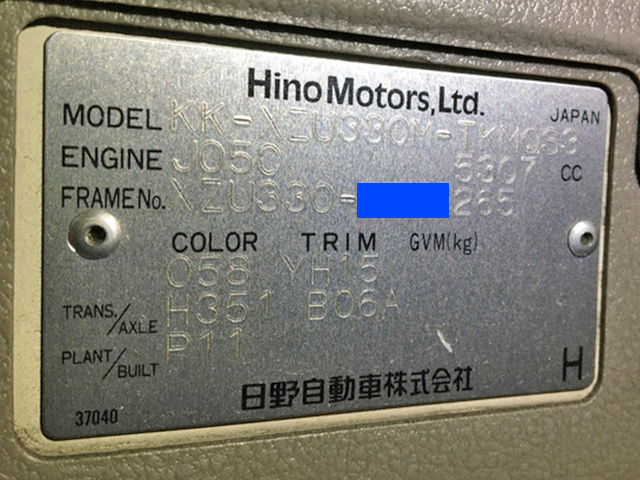 Hino Motors, Ltd.
MODEL KK-XZU330M-TKMQS3 JAPAN
ENGINE J05D 5307 CC
FRAME No. XZU330- 265
COLOR TRIM GVM(kg)
058 YH15
TRANS./AXLE H351 B06A
PLANT/BUILT P11
日野自動車株式会社 H
37040